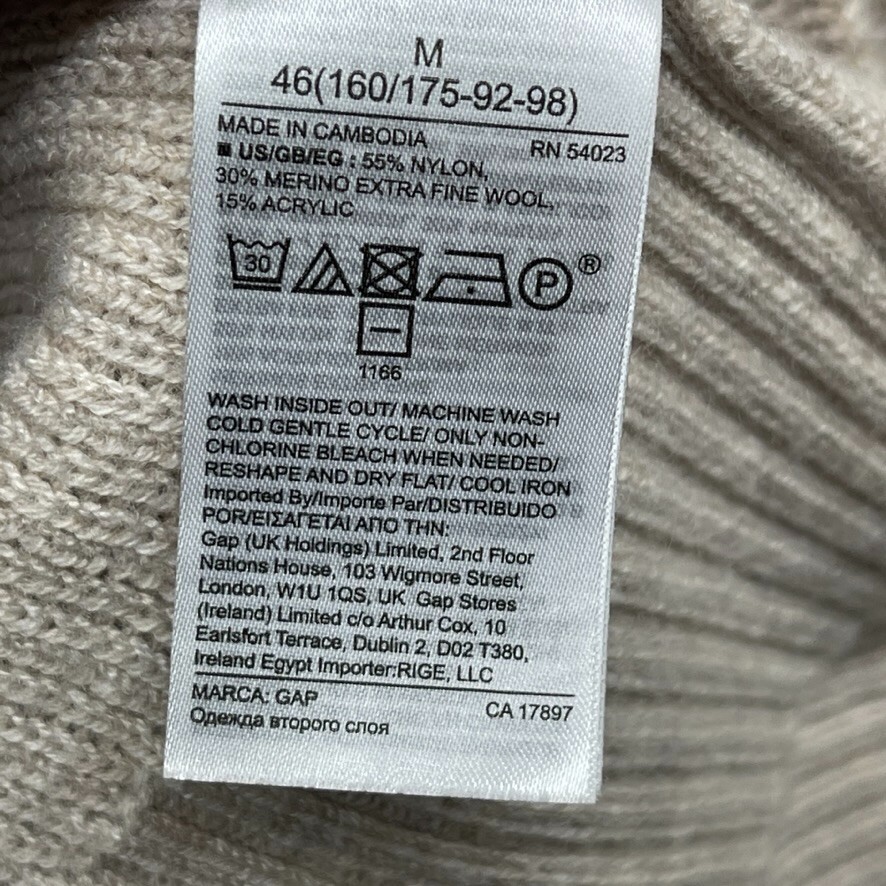 M
46(160/175-92-98)
MADE IN CAMBODIA RN 54023
US/GB/EG : 55% NYLON,
30% MERINO EXTRA FINE WOOL,
15% ACRYLIC
30 P ®
1166
WASH INSIDE OUT/ MACHINE WASH
COLD GENTLE CYCLE/ ONLY NON-
CHLORINE BLEACH WHEN NEEDED/
RESHAPE AND DRY FLAT/ COOL IRON
Imported By/Importe Par/DISTRIBUIDO
POR/ΕΙΣΑΓΕΤΑΙ ΑΠΟ ΤΗΝ:
Gap (UK Holdings) Limited, 2nd Floor
Nations House, 103 Wigmore Street,
London, W1U 1QS, UK Gap Stores
(Ireland) Limited c/o Arthur Cox, 10
Earlsfort Terrace, Dublin 2, D02 T380,
Ireland Egypt Importer:RIGE, LLC
MARCA: GAP CA 17897
Одежда второго слоя